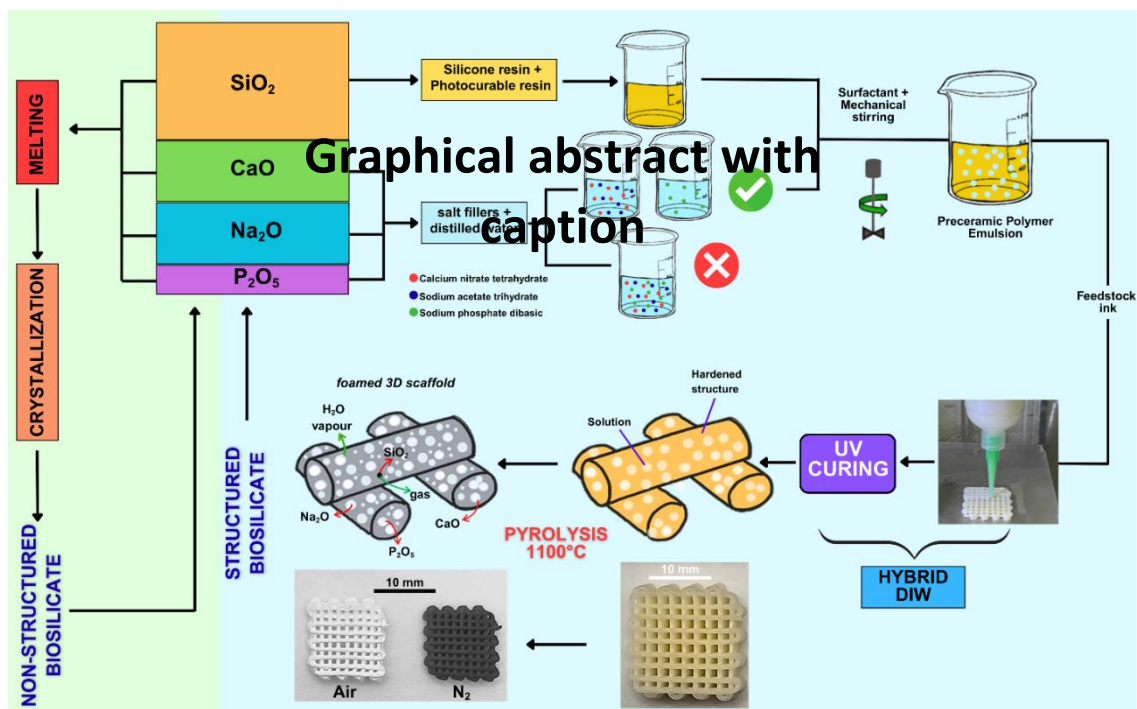 MELTING
CRYSTALLIZATION
NON-STRUCTURED
BIOSILICATE
SiO₂
CaO
Na₂O
P₂O₅
STRUCTURED
BIOSILICATE
Silicone resin +
Photocurable resin
Graphical abstract with
caption
salt fillers +
distilled water
Calcium nitrate tetrahydrate
Sodium acetate trihydrate
Sodium phosphate dibasic
Surfactant +
Mechanical
stirring
Preceramic Polymer
Emulsion
Feedstock
ink
foamed 3D scaffold
H₂O
vapour
SiO₂
gas
Na₂O
CaO
P₂O₅
Hardened
structure
Solution
UV
CURING
PYROLYSIS
1100°C
HYBRID
DIW
10 mm
Air
N₂
10 mm